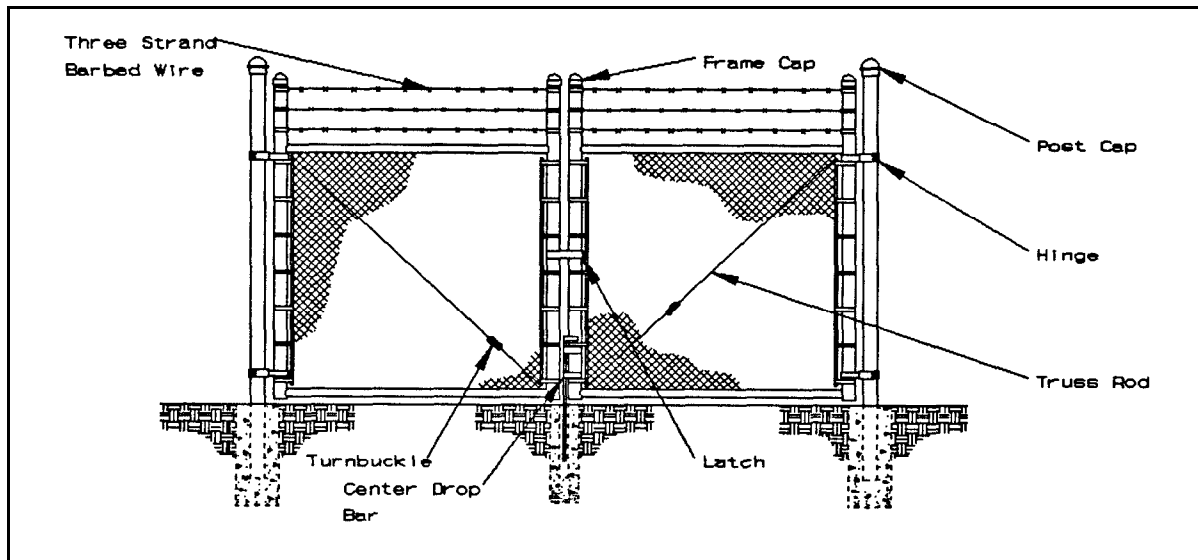 Three Strand
Barbed Wire
Frame Cap
Post Cap
Hinge
Truss Rod
Turnbuckle
Latch
Center Drop
Bar